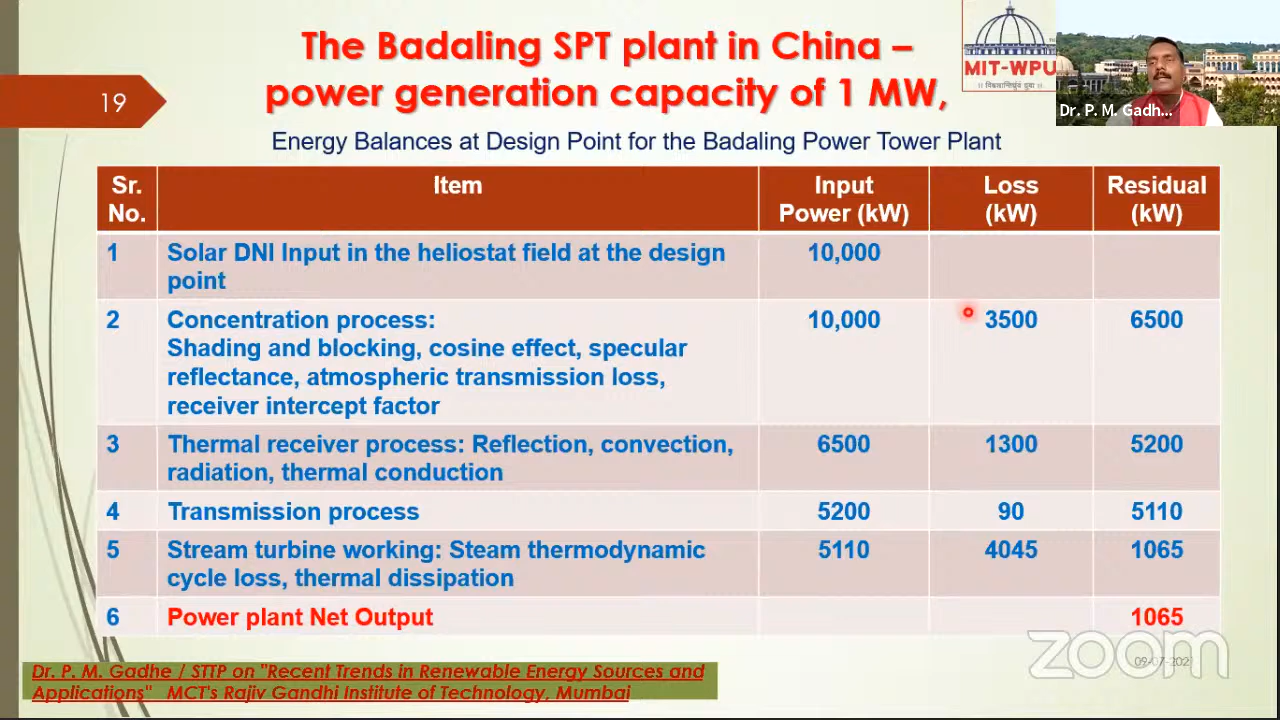 The Badaling SPT plant in China –
power generation capacity of 1 MW,
MIT-WPU
Dr. P. M. Gadh...
19
Energy Balances at Design Point for the Badaling Power Tower Plant
Sr. No. Item Input Power (kW) Loss (kW) Residual (kW)
1 Solar DNI Input in the heliostat field at the design 10,000
point
2 Concentration process: 10,000 3500 6500
Shading and blocking, cosine effect, specular
reflectance, atmospheric transmission loss,
receiver intercept factor
3 Thermal receiver process: Reflection, convection, 6500 1300 5200
radiation, thermal conduction
4 Transmission process 5200 90 5110
5 Stream turbine working: Steam thermodynamic 5110 4045 1065
cycle loss, thermal dissipation
6 Power plant Net Output 1065
zoom
09-07-2021
Dr. P. M. Gadhe / STTP on "Recent Trends in Renewable Energy Sources and
Applications" MCT's Rajiv Gandhi Institute of Technology, Mumbai